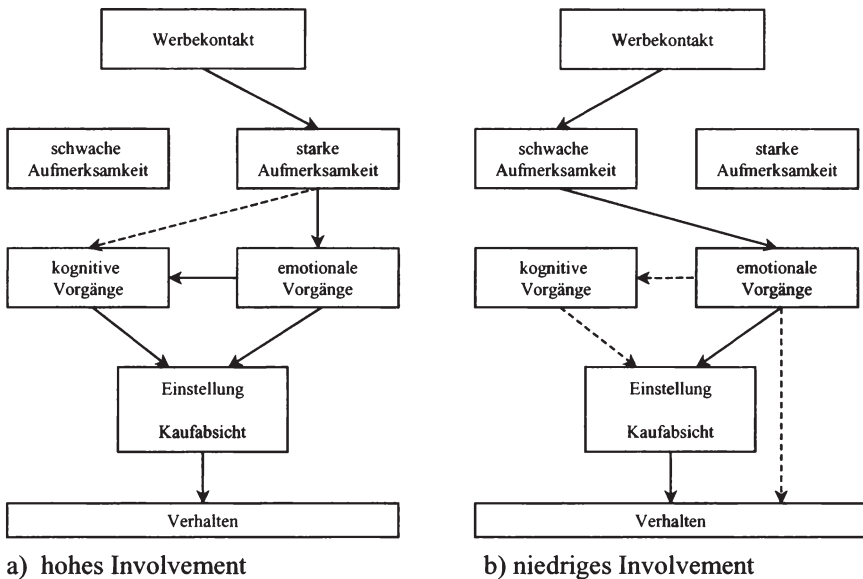 Werbekontakt
schwache
Aufmerksamkeit
starke
Aufmerksamkeit
kognitive
Vorgänge
emotionale
Vorgänge
Einstellung
Kaufabsicht
Verhalten
a) hohes Involvement
Werbekontakt
schwache
Aufmerksamkeit
starke
Aufmerksamkeit
kognitive
Vorgänge
emotionale
Vorgänge
Einstellung
Kaufabsicht
Verhalten
b) niedriges Involvement